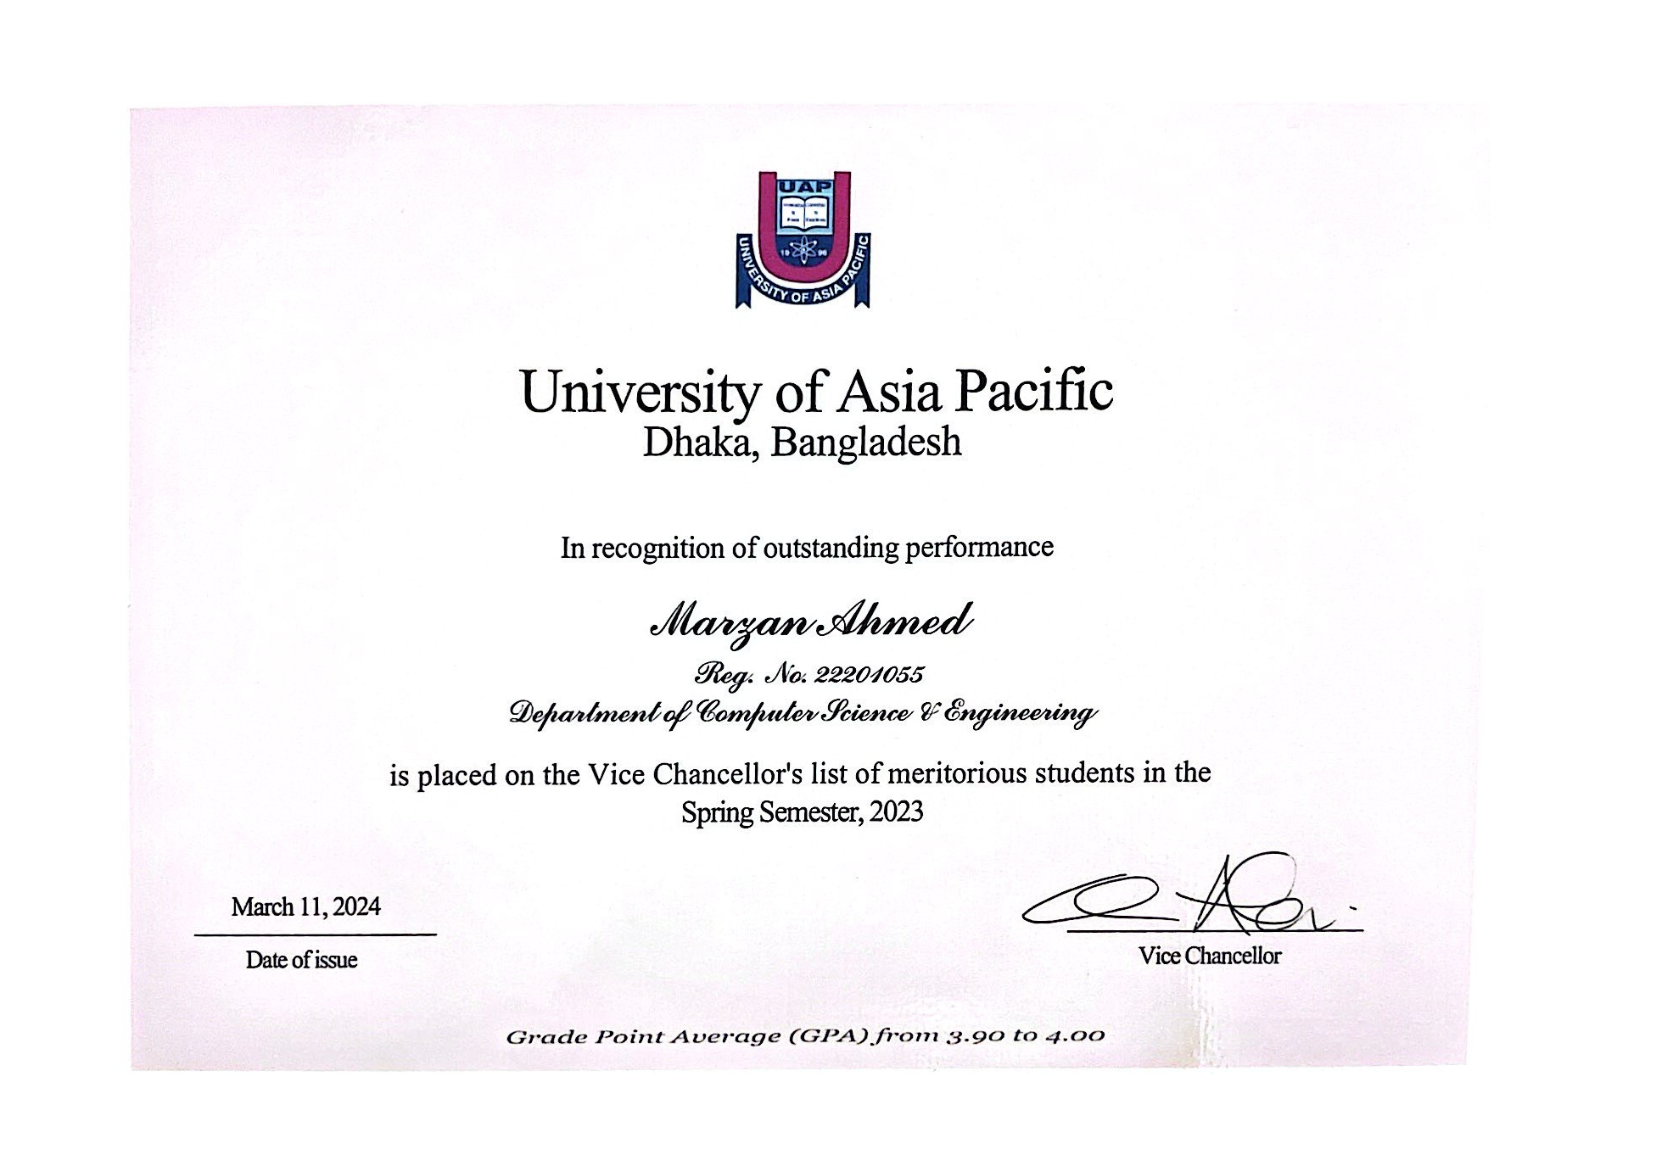 UAP
19 96
UNIVERSITY OF ASIA PACIFIC
University of Asia Pacific
Dhaka, Bangladesh
In recognition of outstanding performance
Marzan Ahmed
Reg. No. 22201055
Department of Computer Science & Engineering
is placed on the Vice Chancellor's list of meritorious students in the
Spring Semester, 2023
March 11, 2024
Date of issue
Vice Chancellor
Grade Point Average (GPA) from 3.90 to 4.00